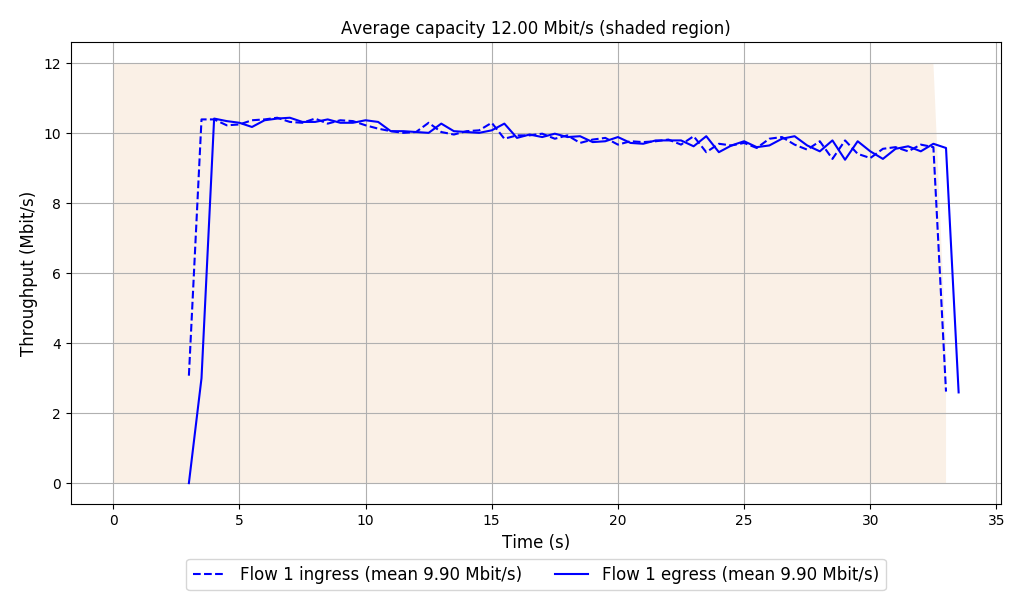 Average capacity 12.00 Mbit/s (shaded region)
Throughput (Mbit/s)
12
10
8
6
4
2
0
0 5 10 15 20 25 30 35
Time (s)
Flow 1 ingress (mean 9.90 Mbit/s) Flow 1 egress (mean 9.90 Mbit/s)